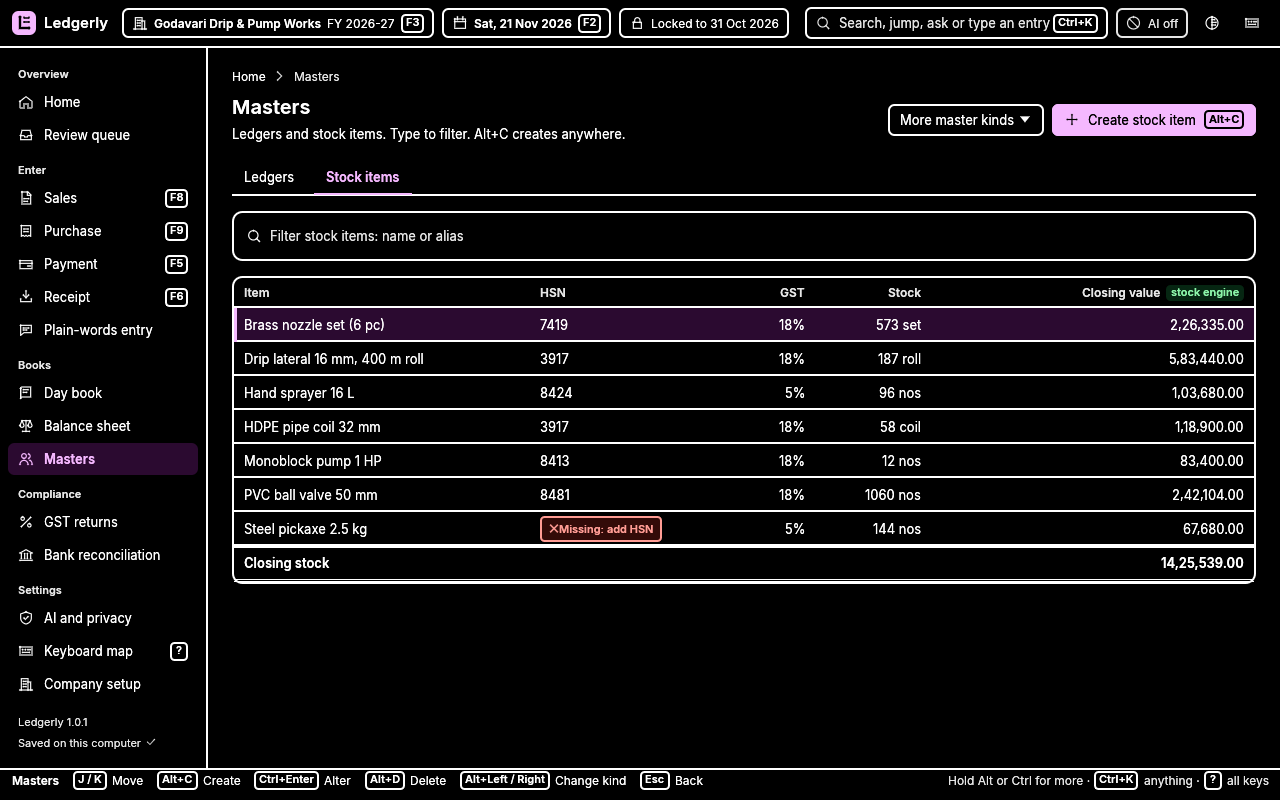 Ledgerly
Godavari Drip & Pump Works FY 2026-27 F3
Sat, 21 Nov 2026 F2
Locked to 31 Oct 2026
Search, jump, ask or type an entry Ctrl+K
AI off
Overview
Home
Review queue
Enter
Sales F8
Purchase F9
Payment F5
Receipt F6
Plain-words entry
Books
Day book
Balance sheet
Masters
Compliance
GST returns
Bank reconciliation
Settings
AI and privacy
Keyboard map ?
Company setup
Ledgerly 1.0.1
Saved on this computer
Home Masters
Masters
Ledgers and stock items. Type to filter. Alt+C creates anywhere.
More master kinds
Create stock item Alt+C
Ledgers Stock items
Filter stock items: name or alias
Item HSN GST Stock Closing value stock engine
Brass nozzle set (6 pc) 7419 18% 573 set 2,26,335.00
Drip lateral 16 mm, 400 m roll 3917 18% 187 roll 5,83,440.00
Hand sprayer 16 L 8424 5% 96 nos 1,03,680.00
HDPE pipe coil 32 mm 3917 18% 58 coil 1,18,900.00
Monoblock pump 1 HP 8413 18% 12 nos 83,400.00
PVC ball valve 50 mm 8481 18% 1060 nos 2,42,104.00
Steel pickaxe 2.5 kg Missing: add HSN 5% 144 nos 67,680.00
Closing stock 14,25,539.00
Masters J / K Move Alt+C Create Ctrl+Enter Alter Alt+D Delete Alt+Left / Right Change kind Esc Back
Hold Alt or Ctrl for more · Ctrl+K anything · ? all keys